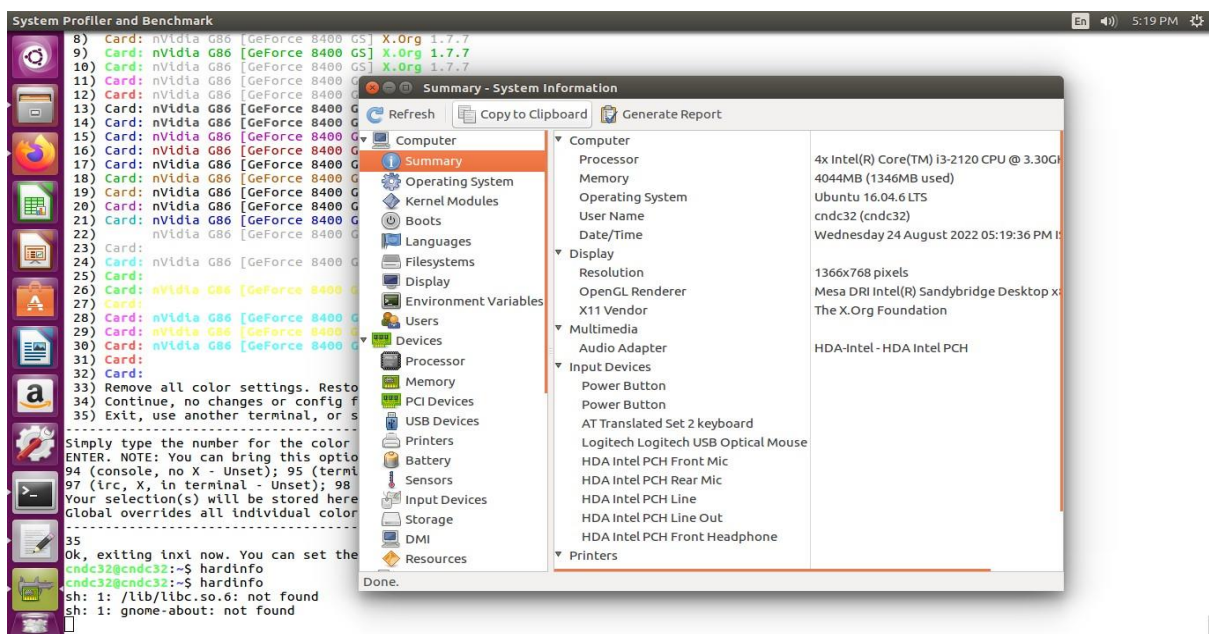 System Profiler and Benchmark
En
5:19 PM
8) Card: nVidia G86 [GeForce 8400 GS] X.Org 1.7.7
9) Card: nVidia G86 [GeForce 8400 GS] X.Org 1.7.7
10) Card: nVidia G86 [GeForce 8400 GS] X.Org 1.7.7
11) Card: nVidia G86 [GeForce 8400 G
12) Card: nVidia G86 [GeForce 8400 G
13) Card: nVidia G86 [GeForce 8400 G
14) Card: nVidia G86 [GeForce 8400 G
15) Card: nVidia G86 [GeForce 8400 G
16) Card: nVidia G86 [GeForce 8400 G
17) Card: nVidia G86 [GeForce 8400 G
18) Card: nVidia G86 [GeForce 8400 G
19) Card: nVidia G86 [GeForce 8400 G
20) Card: nVidia G86 [GeForce 8400 G
21) Card: nVidia G86 [GeForce 8400 G
22) nVidia G86 [GeForce 8400 G
23) Card:
24) Card: nVidia G86 [GeForce 8400 G
25) Card:
26) Card: nVidia G86 [GeForce 8400 G
27) Card:
28) Card: nVidia G86 [GeForce 8400 G
29) Card: nVidia G86 [GeForce 8400 G
30) Card: nVidia G86 [GeForce 8400 G
31) Card:
32) Card:
33) Remove all color settings. Resto
34) Continue, no changes or config f
35) Exit, use another terminal, or s
Simply type the number for the color
ENTER. NOTE: You can bring this optio
94 (console, no X - Unset); 95 (termi
97 (irc, X, in terminal - Unset); 98
Your selection(s) will be stored here
Global overrides all individual color
35
Ok, exiting inxi now. You can set the
cndc32@cndc32:~$ hardinfo
cndc32@cndc32:~$ hardinfo
sh: 1: /lib/libc.so.6: not found
sh: 1: gnome-about: not found
Summary - System Information
Refresh Copy to Clipboard Generate Report
Computer
Summary
Operating System
Kernel Modules
Boots
Languages
Filesystems
Display
Environment Variables
Users
Devices
Processor
Memory
PCI Devices
USB Devices
Printers
Battery
Sensors
Input Devices
Storage
DMI
Resources
Computer
Processor 4x Intel(R) Core(TM) i3-2120 CPU @ 3.30GH
Memory 4044MB (1346MB used)
Operating System Ubuntu 16.04.6 LTS
User Name cndc32 (cndc32)
Date/Time Wednesday 24 August 2022 05:19:36 PM IS
Display
Resolution 1366x768 pixels
OpenGL Renderer Mesa DRI Intel(R) Sandybridge Desktop x8
X11 Vendor The X.Org Foundation
Multimedia
Audio Adapter HDA-Intel - HDA Intel PCH
Input Devices
Power Button
Power Button
AT Translated Set 2 keyboard
Logitech Logitech USB Optical Mouse
HDA Intel PCH Front Mic
HDA Intel PCH Rear Mic
HDA Intel PCH Line
HDA Intel PCH Line Out
HDA Intel PCH Front Headphone
Printers
Done.